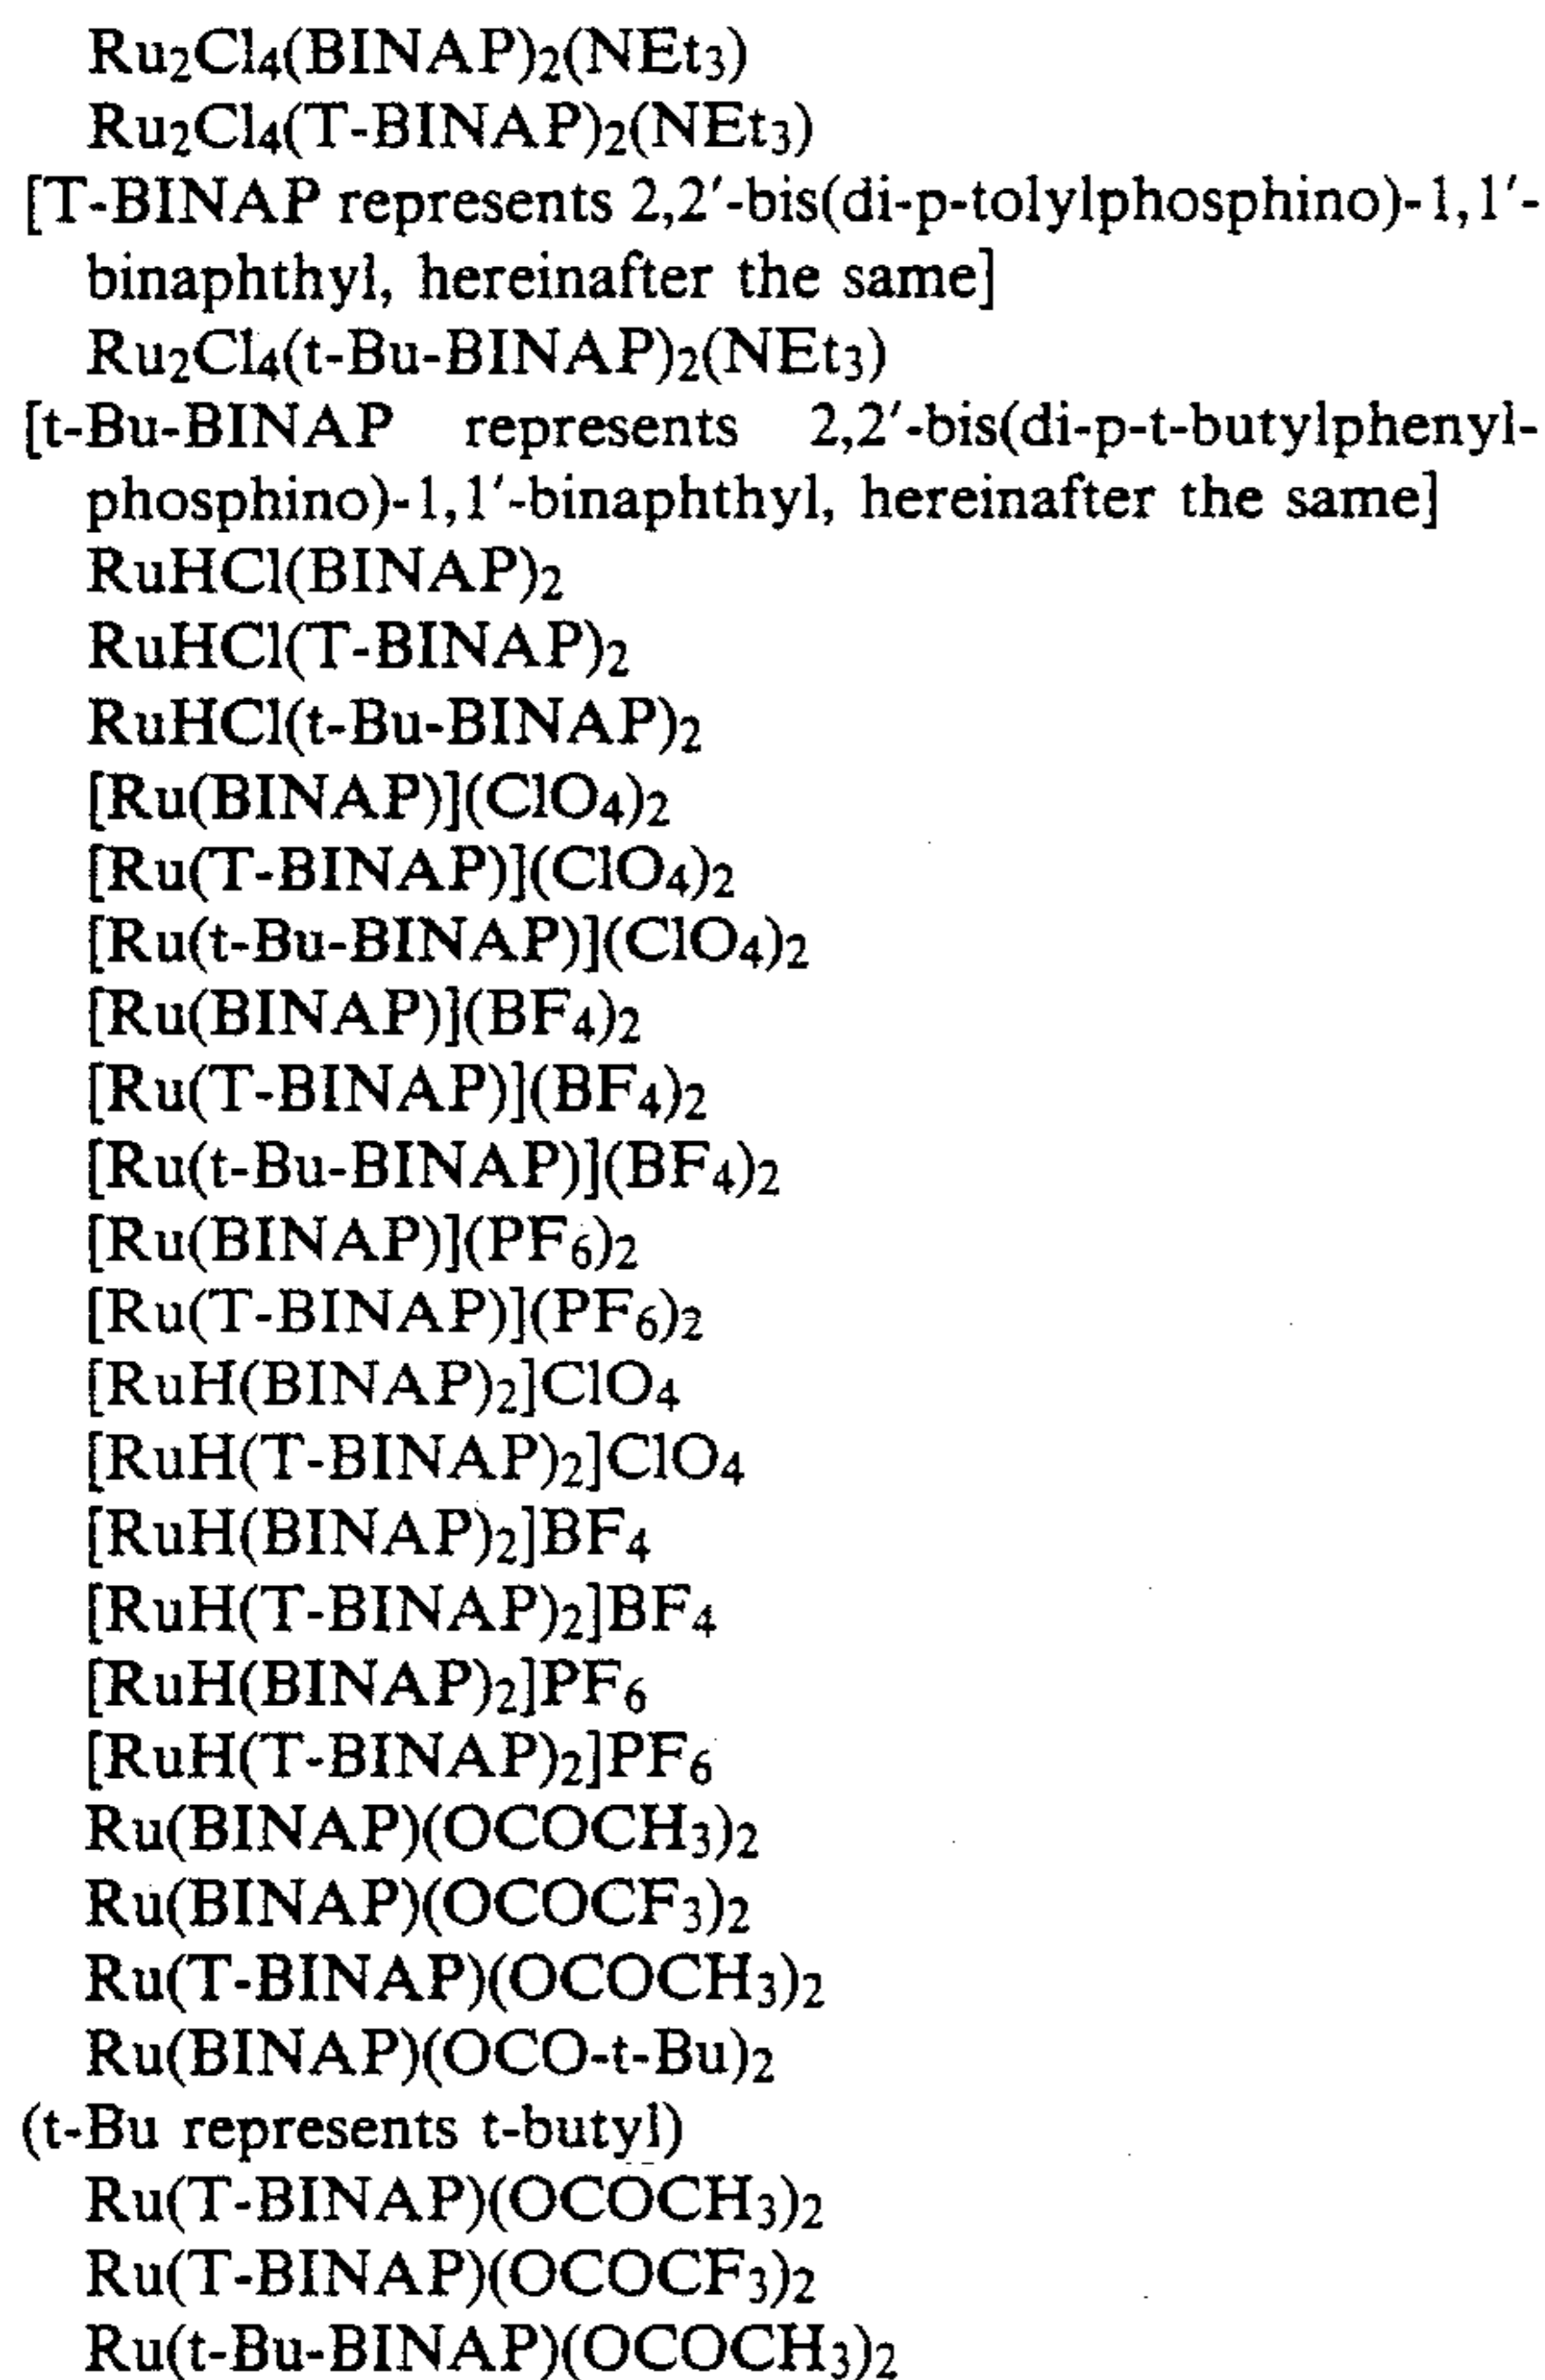 Ru₂Cl₄(BINAP)₂(NEt₃)
Ru₂Cl₄(T-BINAP)₂(NEt₃)
[T-BINAP represents 2,2′-bis(di-p-tolylphosphino)-1,1′-
binaphthyl, hereinafter the same]
Ru₂Cl₄(t-Bu-BINAP)₂(NEt₃)
[t-Bu-BINAP represents 2,2′-bis(di-p-t-butylphenyl-
phosphino)-1,1′-binaphthyl, hereinafter the same]
RuHCl(BINAP)₂
RuHCl(T-BINAP)₂
RuHCl(t-Bu-BINAP)₂
[Ru(BINAP)](ClO₄)₂
[Ru(T-BINAP)](ClO₄)₂
[Ru(t-Bu-BINAP)](ClO₄)₂
[Ru(BINAP)](BF₄)₂
[Ru(T-BINAP)](BF₄)₂
[Ru(t-Bu-BINAP)](BF₄)₂
[Ru(BINAP)](PF₆)₂
[Ru(T-BINAP)](PF₆)₂
[RuH(BINAP)₂]ClO₄
[RuH(T-BINAP)₂]ClO₄
[RuH(BINAP)₂]BF₄
[RuH(T-BINAP)₂]BF₄
[RuH(BINAP)₂]PF₆
[RuH(T-BINAP)₂]PF₆
Ru(BINAP)(OCOCH₃)₂
Ru(BINAP)(OCOCF₃)₂
Ru(T-BINAP)(OCOCH₃)₂
Ru(BINAP)(OCO-t-Bu)₂
(t-Bu represents t-butyl)
Ru(T-BINAP)(OCOCH₃)₂
Ru(T-BINAP)(OCOCF₃)₂
Ru(t-Bu-BINAP)(OCOCH₃)₂